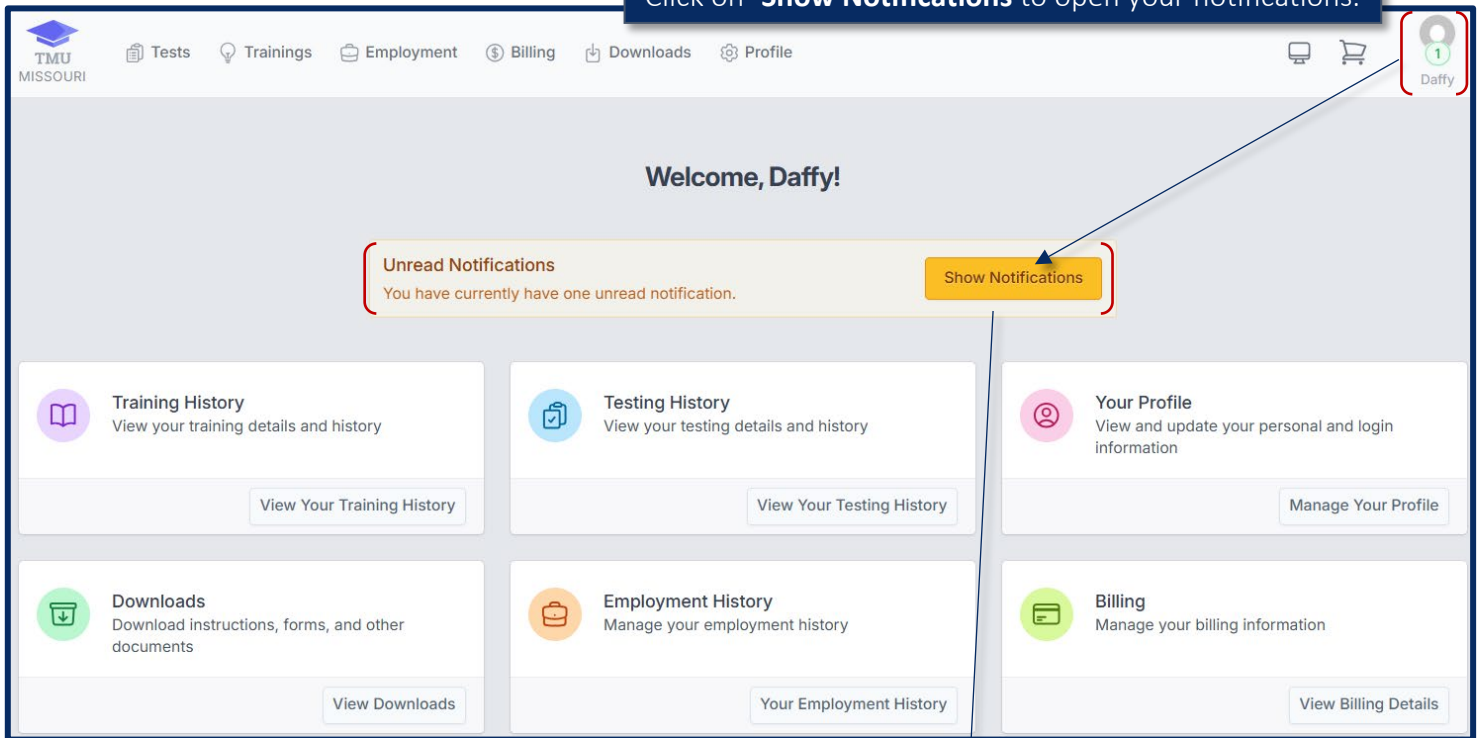 Click on "Show Notifications to open your notifications.
TMU
MISSOURI
Tests
Trainings
Employment
Billing
Downloads
Profile
1
Daffy
Welcome, Daffy!
Unread Notifications
You have currently have one unread notification.
Show Notifications
Training History
View your training details and history
View Your Training History
Testing History
View your testing details and history
View Your Testing History
Your Profile
View and update your personal and login
information
Manage Your Profile
Downloads
Download instructions, forms, and other
documents
View Downloads
Employment History
Manage your employment history
Your Employment History
Billing
Manage your billing information
View Billing Details